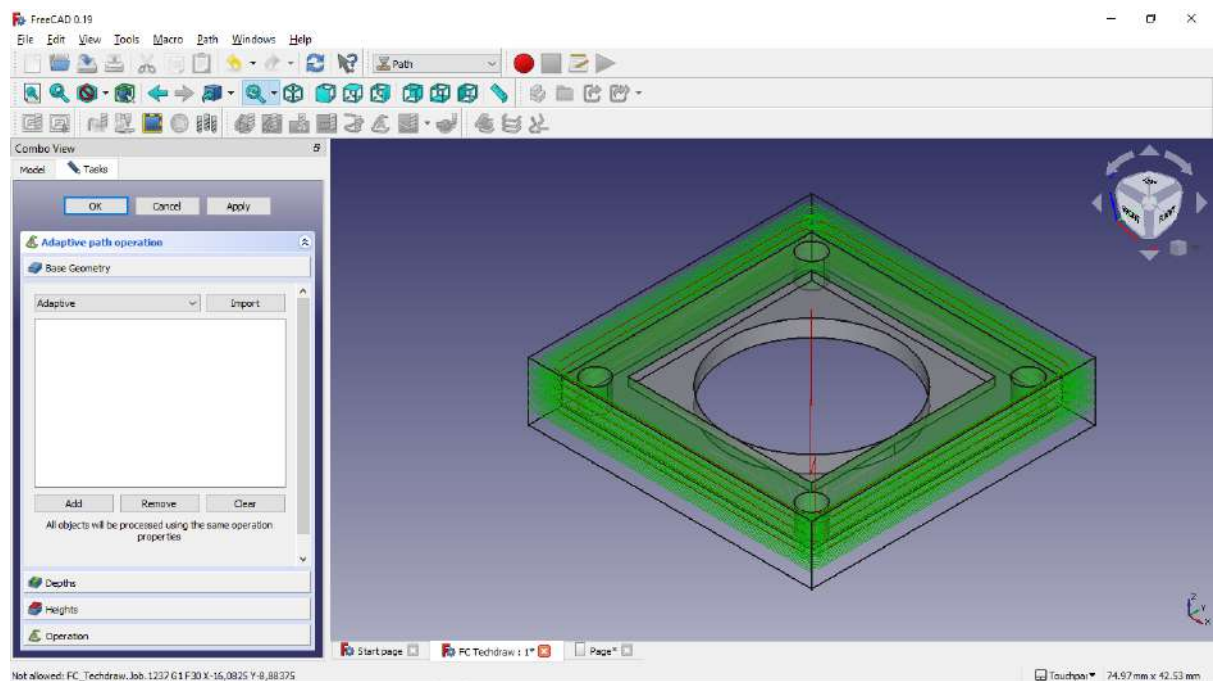 FreeCAD 0.19
File Edit View Tools Macro Path Windows Help
Path
Combo View
Model Tasks
OK Cancel Apply
Adaptive path operation
Base Geometry
Adaptive Import
Add Remove Clear
All objects will be processed using the same operation
properties
Depths
Heights
Operation
Start page FC Techdraw : 1* Page*
Not allowed: FC_Techdraw.Job.1237 G1 F30 X-16,0825 Y-8,88375
Touchpar 74.97 mm x 42.53 mm
Z
Y
X